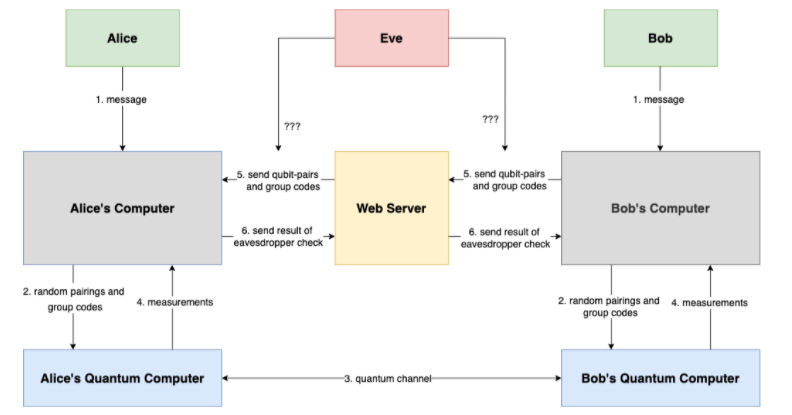 Alice
Eve
Bob
1. message
1. message
???
???
5. send qubit-pairs
and group codes
5. send qubit-pairs
and group codes
Alice's Computer
Web Server
Bob's Computer
6. send result of
eavesdropper check
6. send result of
eavesdropper check
2. random pairings and
group codes
4. measurements
2. random pairings and
group codes
4. measurements
Alice's Quantum Computer
3. quantum channel
Bob's Quantum Computer